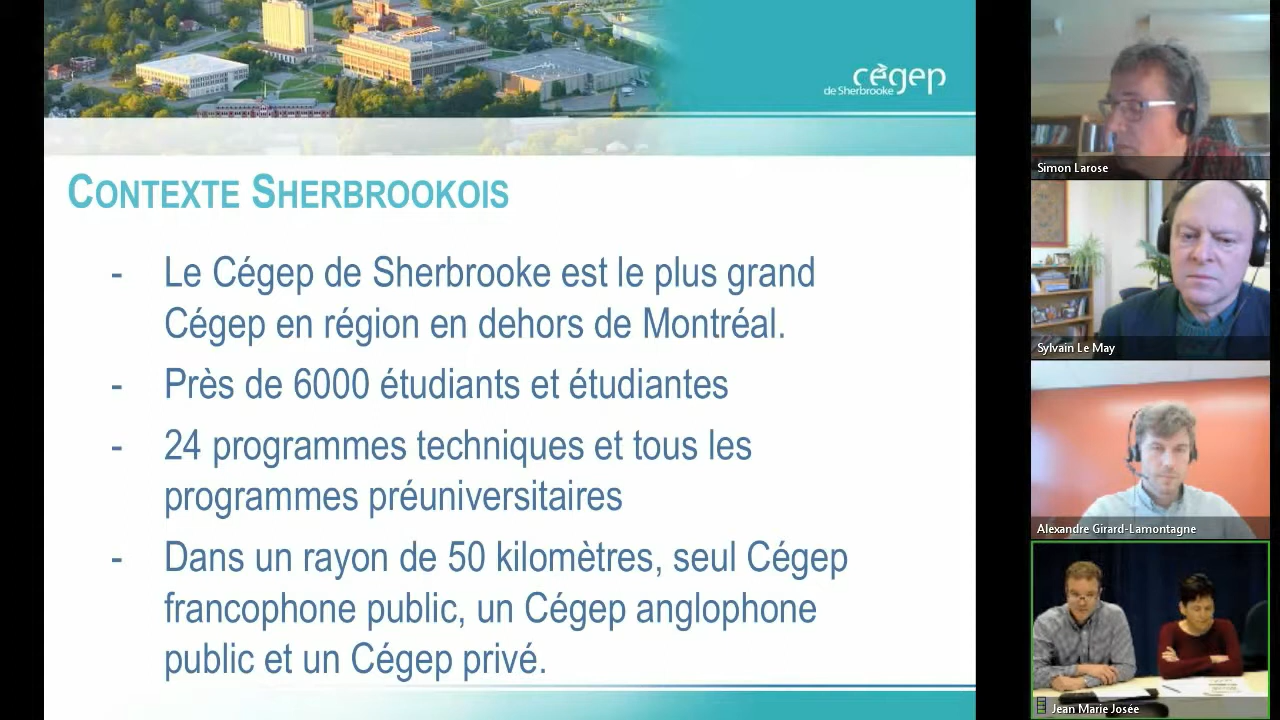 cégep
de Sherbrooke
CONTEXTE SHERBROOKOIS
- Le Cégep de Sherbrooke est le plus grand
Cégep en région en dehors de Montréal.
- Près de 6000 étudiants et étudiantes
- 24 programmes techniques et tous les
programmes préuniversitaires
- Dans un rayon de 50 kilomètres, seul Cégep
francophone public, un Cégep anglophone
public et un Cégep privé.
Simon Larose
Sylvain Le May
Alexandre Girard-Lamontagne
Jean Marie Josée